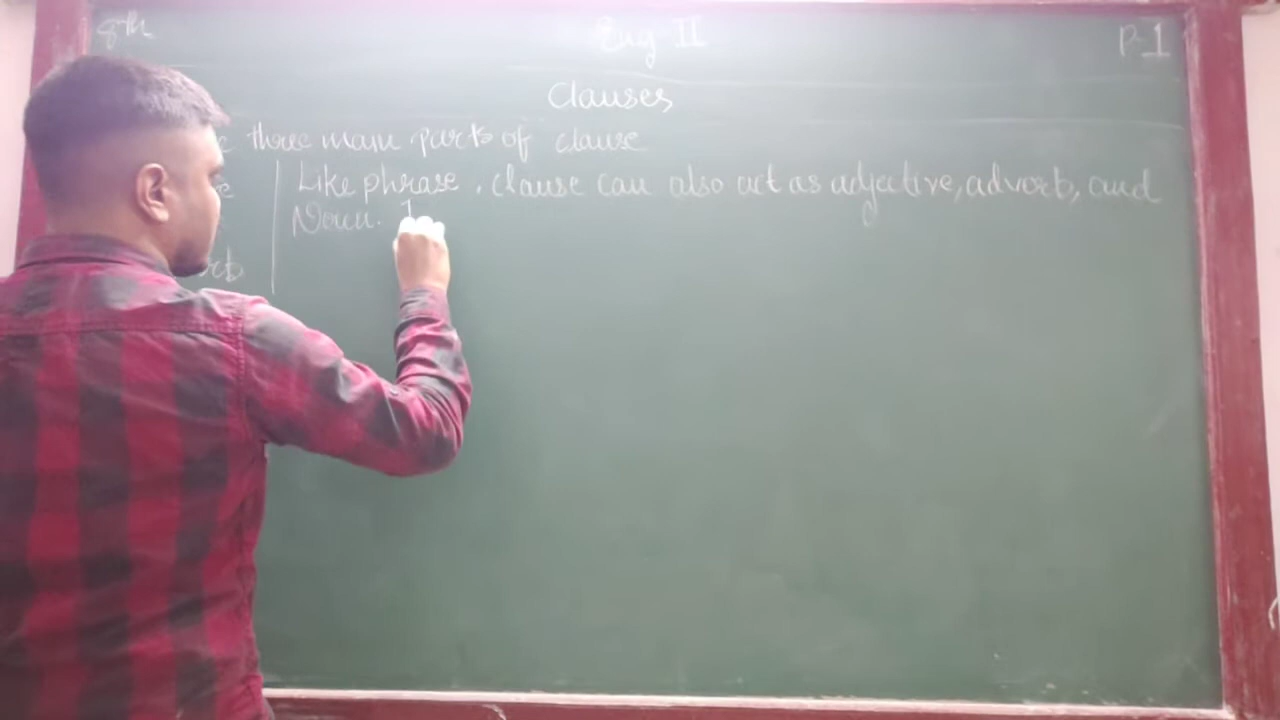 8th Eng II P-1
Clauses
three main parts of clause
Like phrase, clause can also act as adjective, adverb, and
Noun.